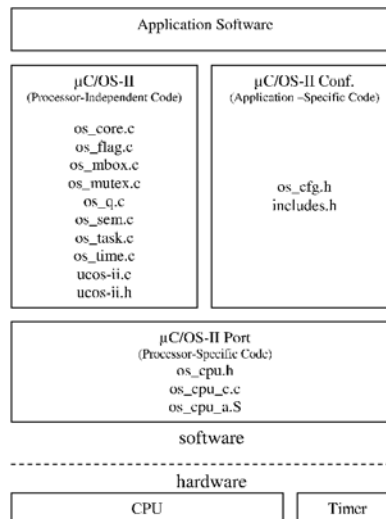 Application Software
µC/OS-II
(Processor-Independent Code)
os_core.c
os_flag.c
os_mbox.c
os_mutex.c
os_q.c
os_sem.c
os_task.c
os_time.c
ucos-ii.c
ucos-ii.h
µC/OS-II Conf.
(Application –Specific Code)
os_cfg.h
includes.h
µC/OS-II Port
(Processor-Specific Code)
os_cpu.h
os_cpu_c.c
os_cpu_a.S
software
hardware
CPU
Timer